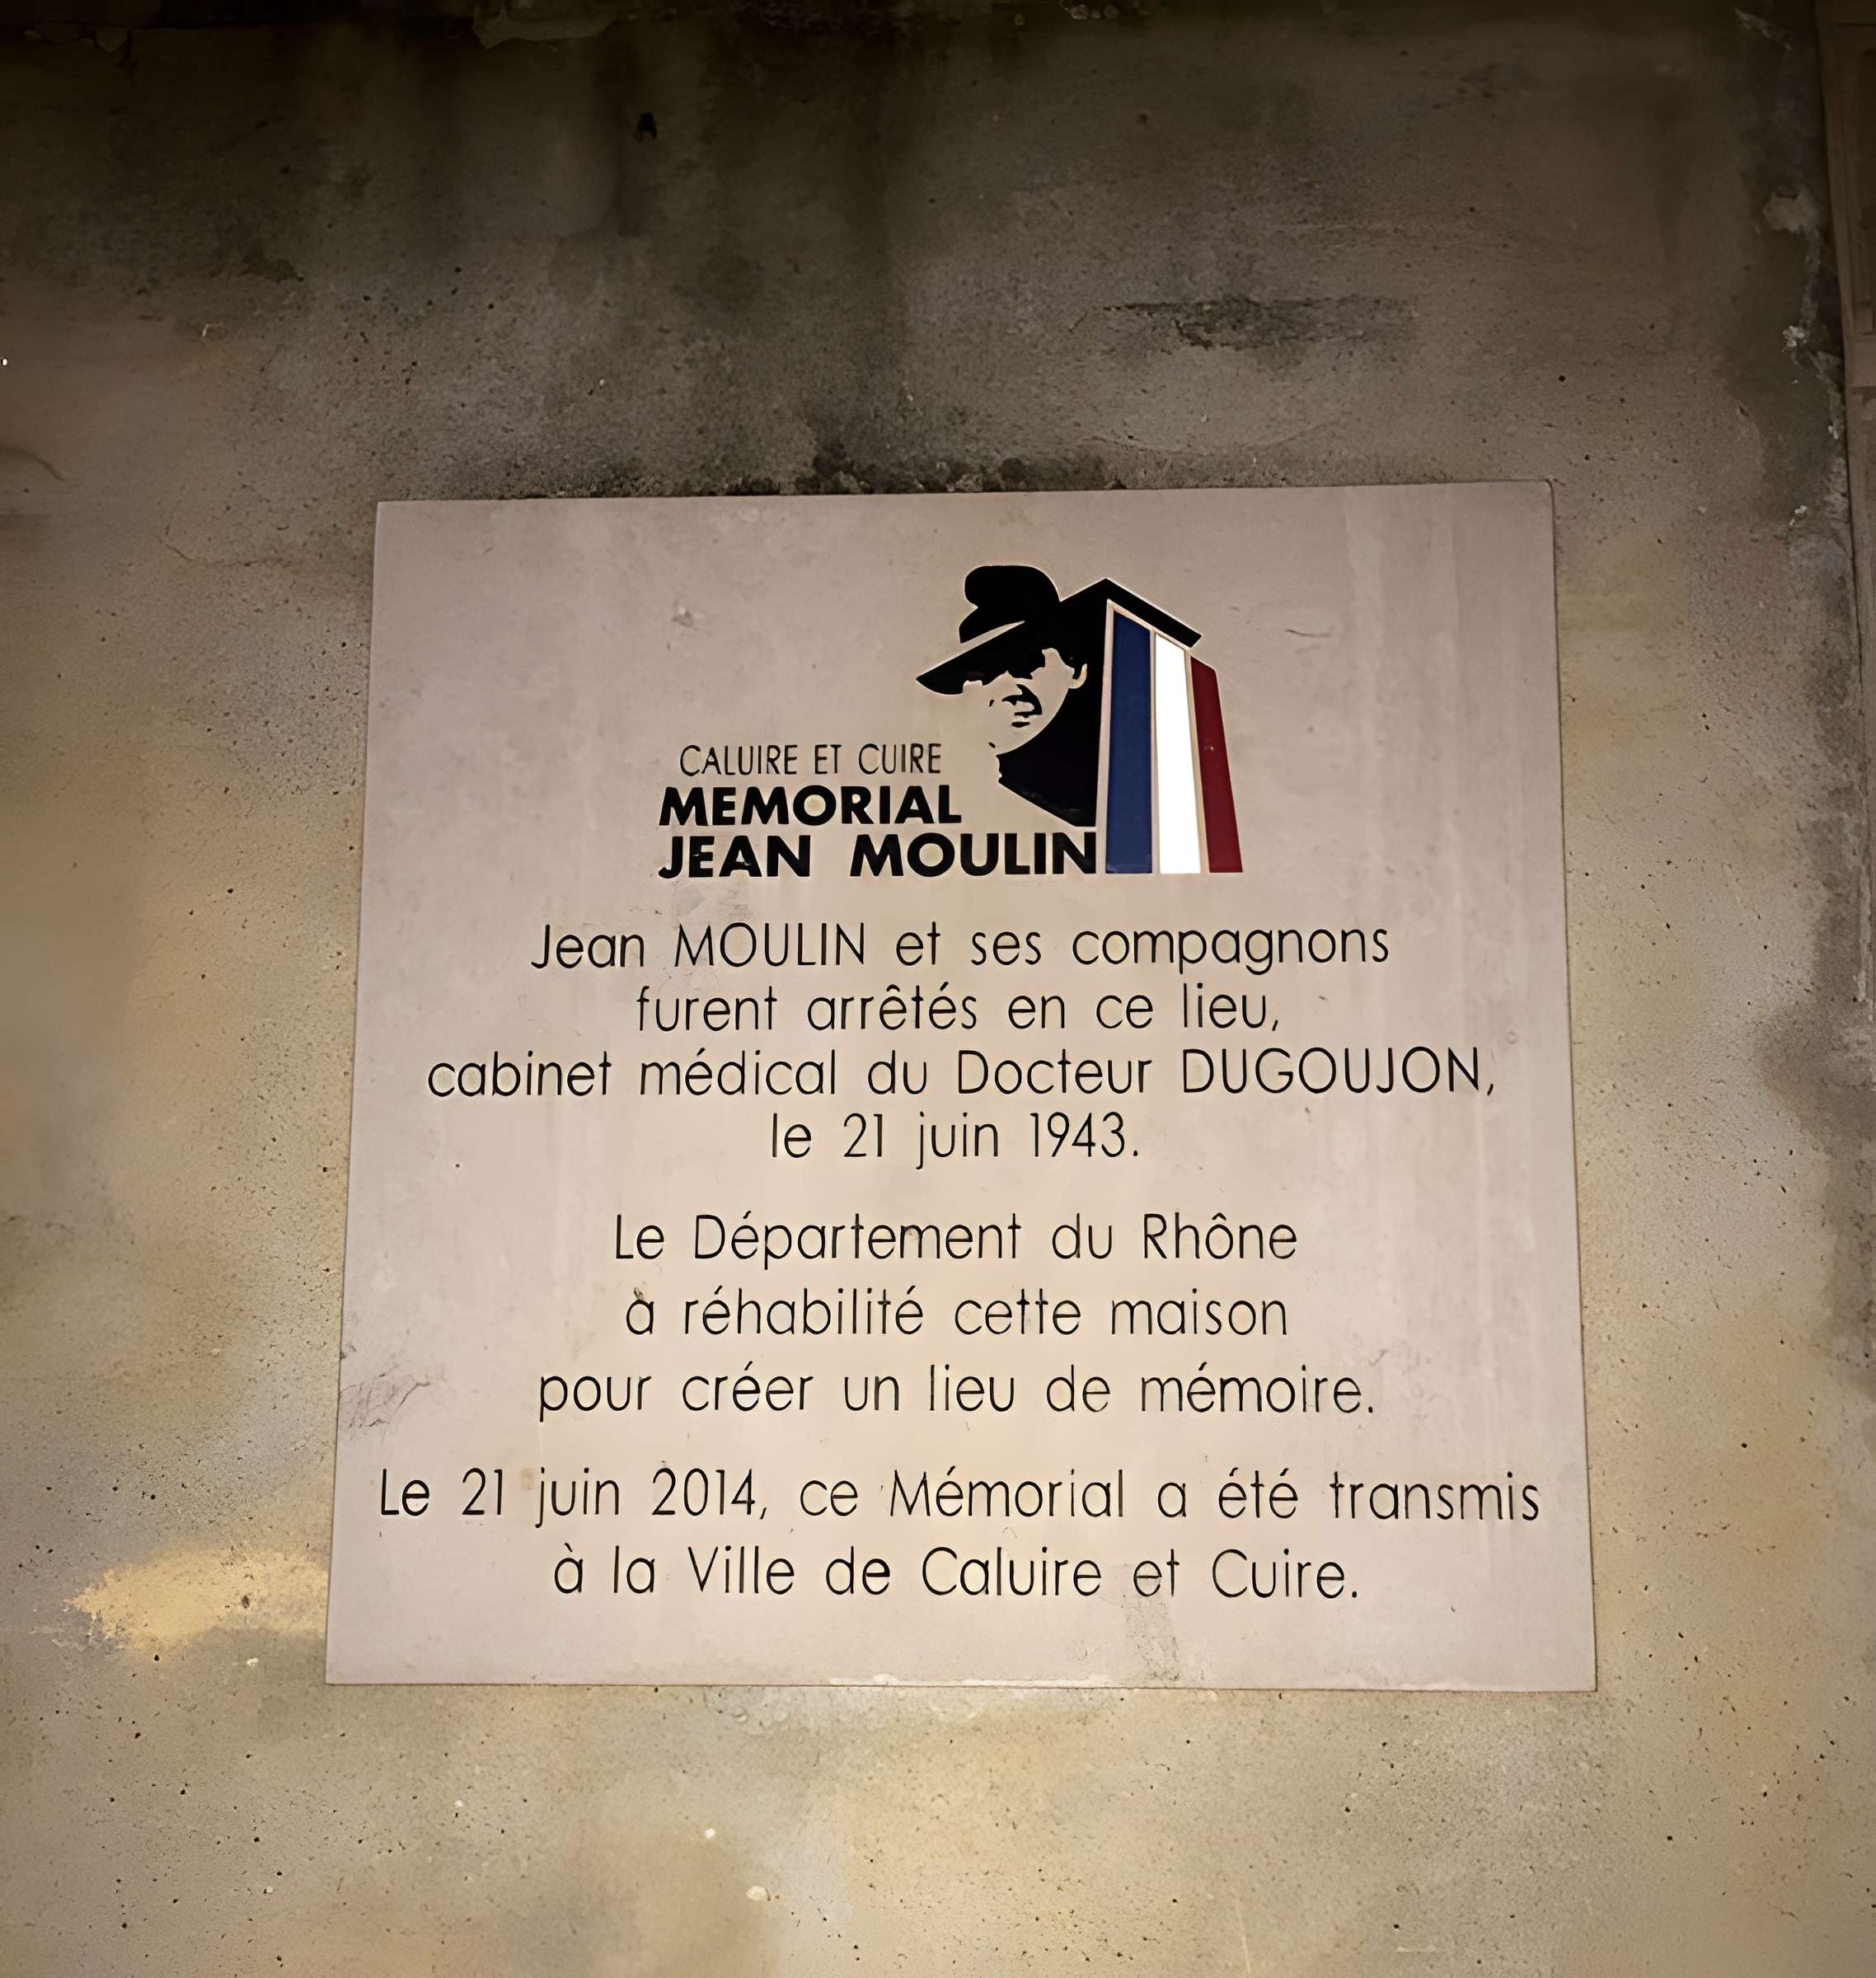 CALUIRE ET CUIRE
MEMORIAL
JEAN MOULIN
Jean MOULIN et ses compagnons
furent arrêtés en ce lieu,
cabinet médical du Docteur DUGOUJON,
le 21 juin 1943.
Le Département du Rhône
a réhabilité cette maison
pour créer un lieu de mémoire.
Le 21 juin 2014, ce Mémorial a été transmis
à la Ville de Caluire et Cuire.